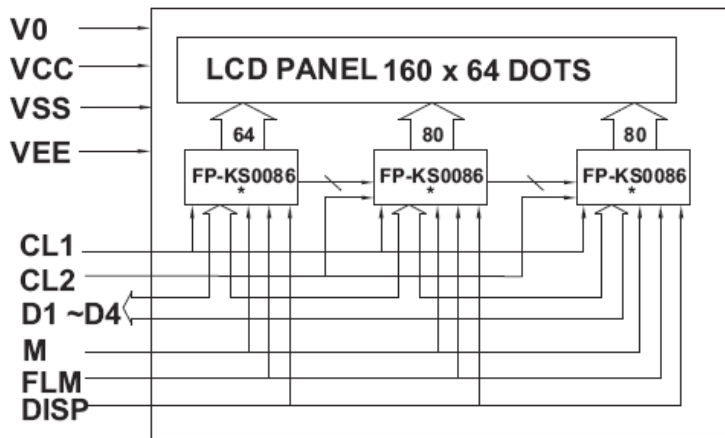 V0
VCC
VSS
VEE
LCD PANEL 160 x 64 DOTS
64
80
80
FP-KS0086
*
FP-KS0086
*
FP-KS0086
*
CL1
CL2
D1 ~D4
M
FLM
DISP